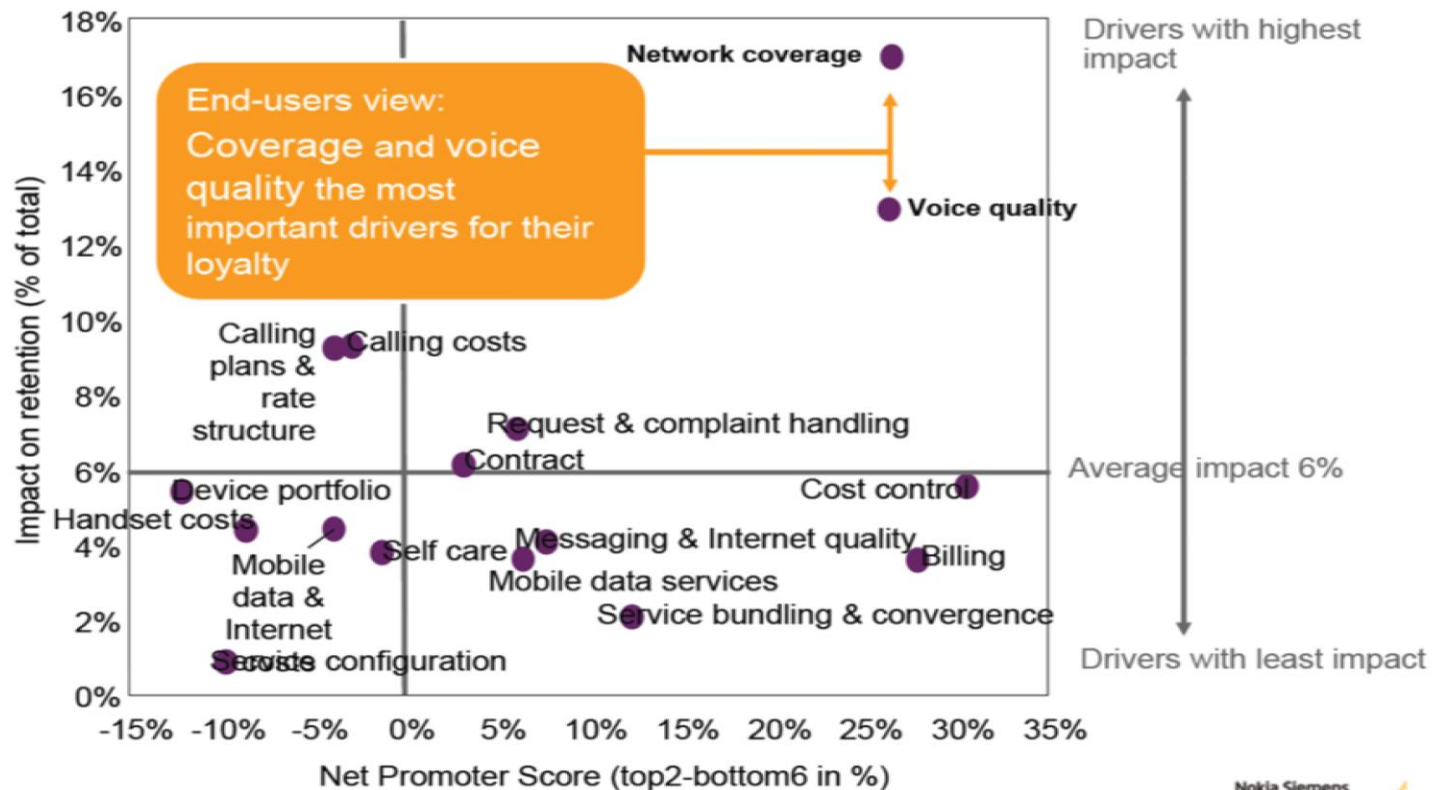 18%
16%
14%
12%
10%
8%
6%
4%
2%
0%
Impact on retention (% of total)
Network coverage
End-users view:
Coverage and voice
quality the most
important drivers for their
loyalty
Voice quality
Calling
plans &
rate
structure
Calling costs
Request & complaint handling
Contract
Device portfolio
Cost control
Handset costs
Mobile
data &
Internet
costs
Self care
Messaging & Internet quality
Mobile data services
Billing
Service bundling & convergence
Service configuration
-15% -10% -5% 0% 5% 10% 15% 20% 25% 30% 35%
Net Promoter Score (top2-bottom6 in %)
Drivers with highest
impact
Average impact 6%
Drivers with least impact
Nokia Siemens